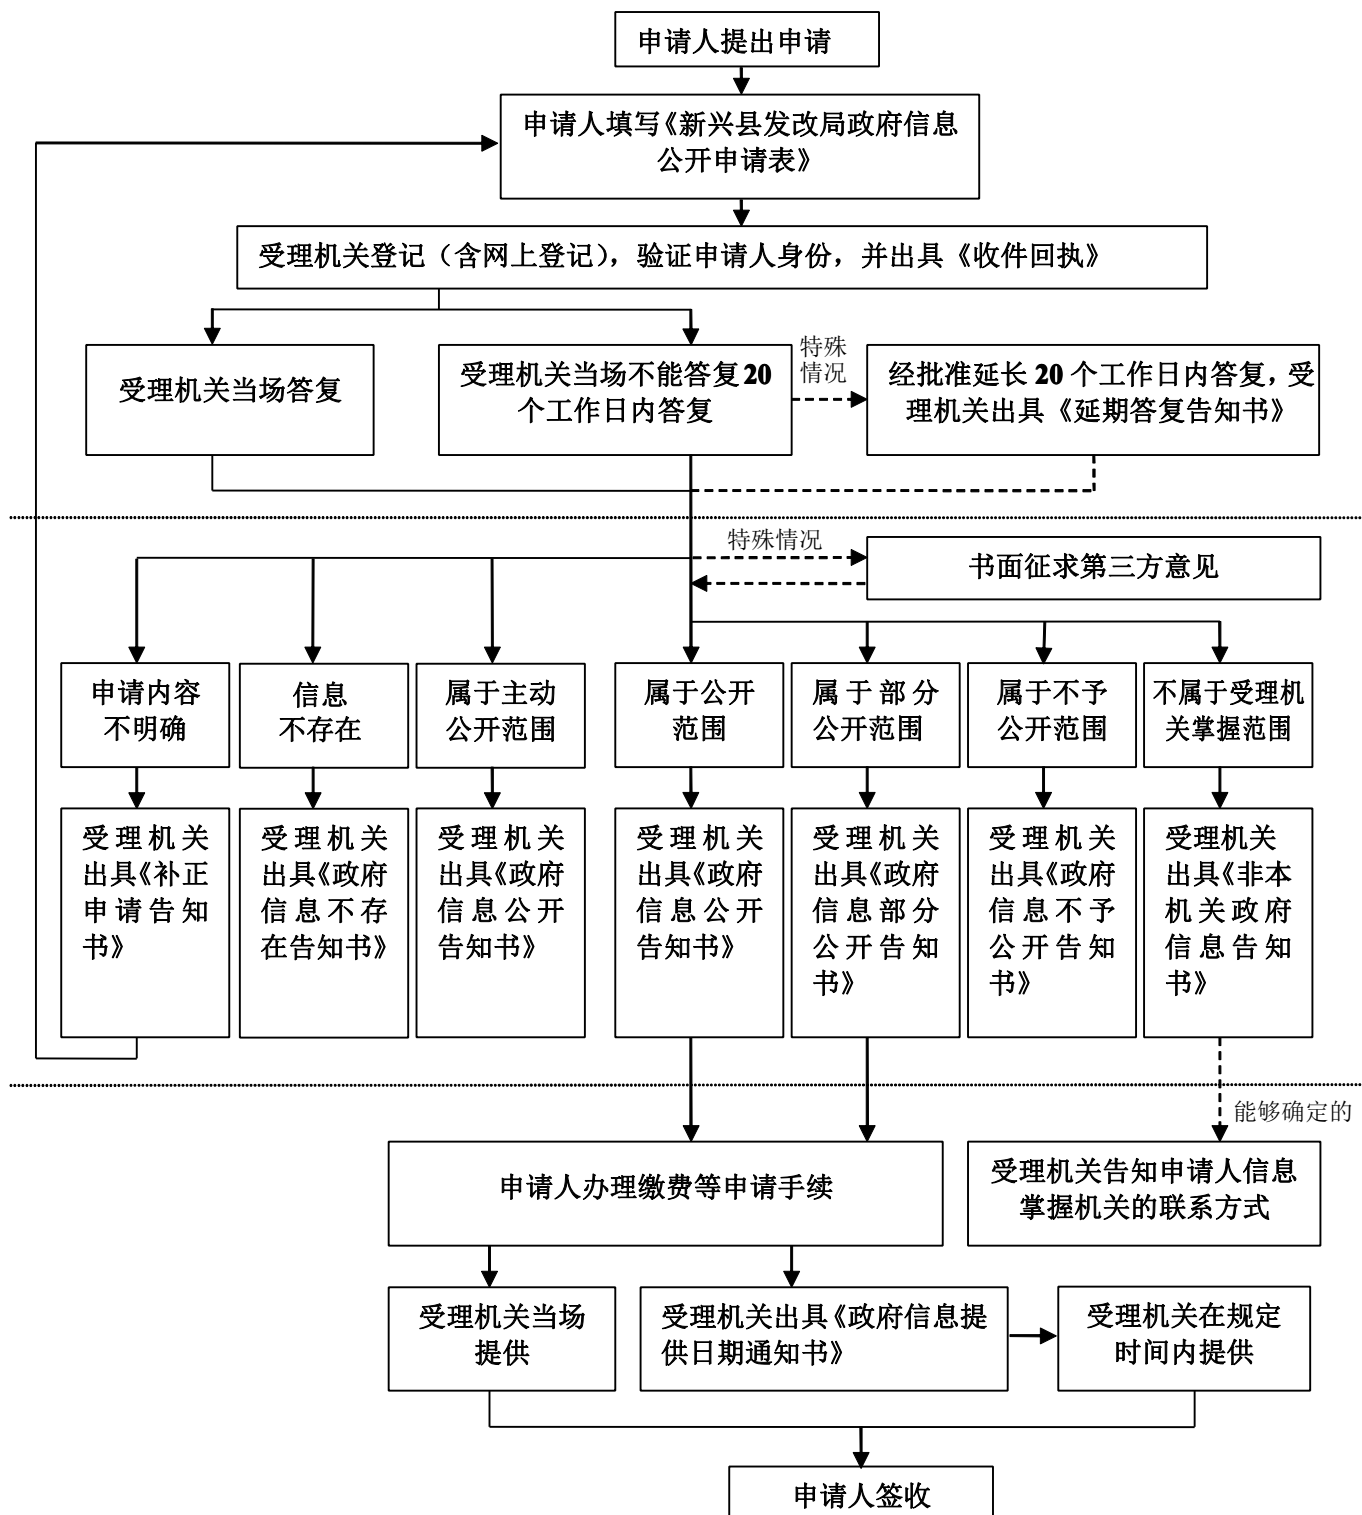 申请人提出申请
申请人填写《新兴县发改局政府信息
公开申请表》
受理机关登记（含网上登记），验证申请人身份，并出具《收件回执》
受理机关当场答复
受理机关当场不能答复20
个工作日内答复
特殊
情况
经批准延长 20 个工作日内答复，受
理机关出具《延期答复告知书》
特殊情况
书面征求第三方意见
申请内容
不明确
信息
不存在
属于主动
公开范围
属于公开
范围
属于部分
公开范围
属于不予
公开范围
不属于受理机
关掌握范围
受理机关
出具《补正
申请告知
书》
受理机关
出具《政府
信息不存
在告知书》
受理机关
出具《政府
信息公开
告知书》
受理机关
出具《政府
信息公开
告知书》
受理机关
出具《政府
信息部分
公开告知
书》
受理机关
出具《政府
信息不予
公开告知
书》
受理机关
出具《非本
机关政府
信息告知
书》
能够确定的
申请人办理缴费等申请手续
受理机关告知申请人信息
掌握机关的联系方式
受理机关当场
提供
受理机关出具《政府信息提
供日期通知书》
受理机关在规定
时间内提供
申请人签收